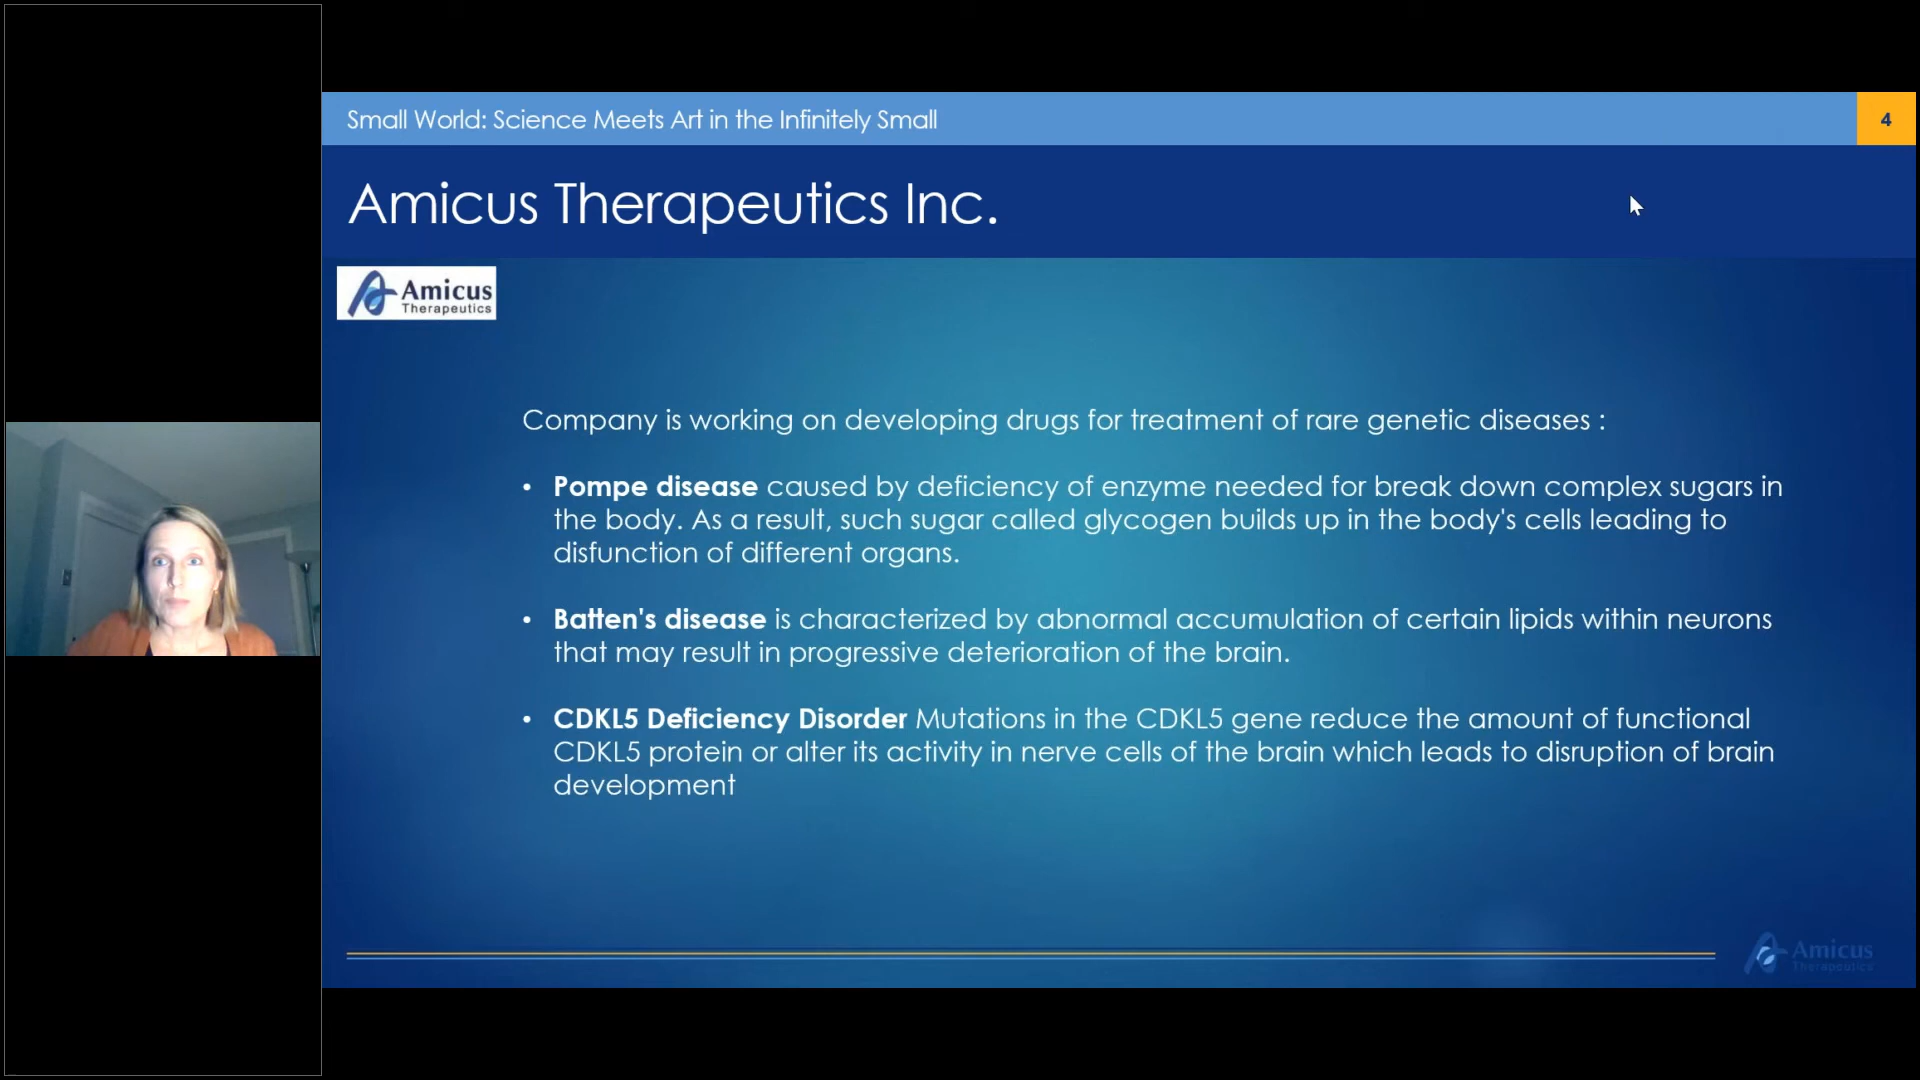 Small World: Science Meets Art in the Infinitely Small
4
Amicus Therapeutics Inc.
Amicus
Therapeutics
Company is working on developing drugs for treatment of rare genetic diseases :
• Pompe disease caused by deficiency of enzyme needed for break down complex sugars in
the body. As a result, such sugar called glycogen builds up in the body's cells leading to
disfunction of different organs.
• Batten's disease is characterized by abnormal accumulation of certain lipids within neurons
that may result in progressive deterioration of the brain.
• CDKL5 Deficiency Disorder Mutations in the CDKL5 gene reduce the amount of functional
CDKL5 protein or alter its activity in nerve cells of the brain which leads to disruption of brain
development
Amicus
Therapeutics